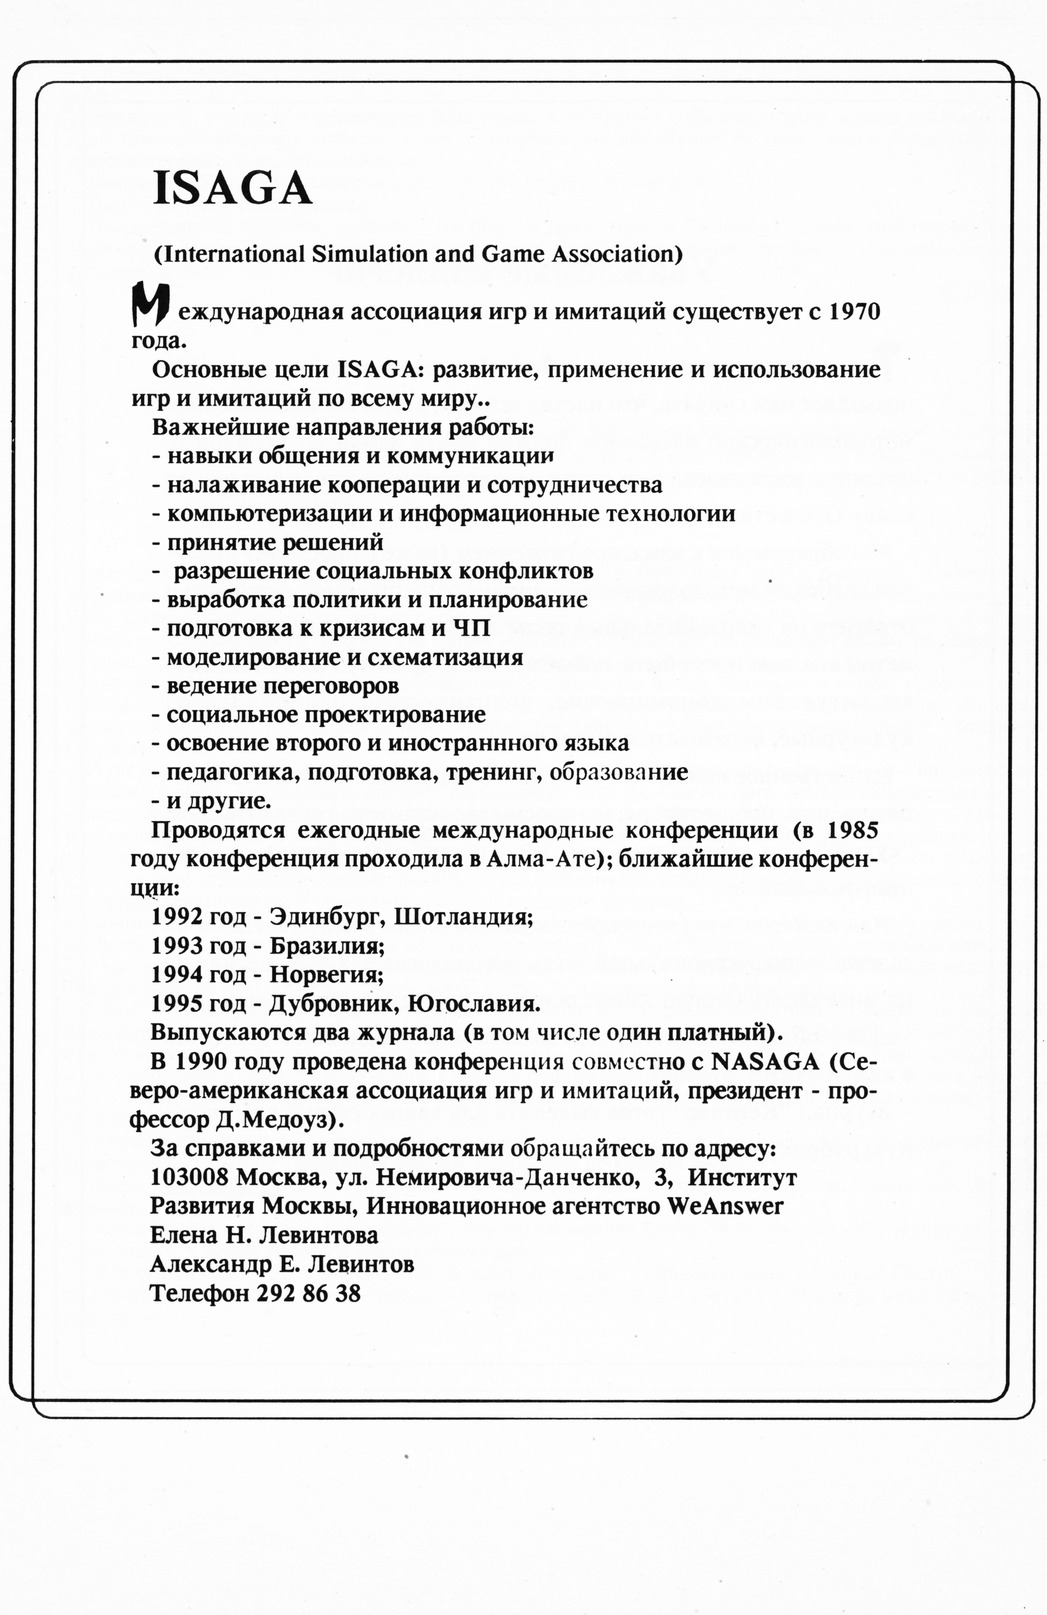 ISAGA
(International Simulation and Game Association)
Международная ассоциация игр и имитаций существует с 1970
года.
Основные цели ISAGA: развитие, применение и использование
игр и имитаций по всему миру..
Важнейшие направления работы:
- навыки общения и коммуникации
- налаживание кооперации и сотрудничества
- компьютеризации и информационные технологии
- принятие решений
- разрешение социальных конфликтов
- выработка политики и планирование
- подготовка к кризисам и ЧП
- моделирование и схематизация
- ведение переговоров
- социальное проектирование
- освоение второго и иностраннного языка
- педагогика, подготовка, тренинг, образование
- и другие.
Проводятся ежегодные международные конференции (в 1985
году конференция проходила в Алма-Ате); ближайшие конферен-
ции:
1992 год - Эдинбург, Шотландия;
1993 год - Бразилия;
1994 год - Норвегия;
1995 год - Дубровник, Югославия.
Выпускаются два журнала (в том числе один платный).
В 1990 году проведена конференция совместно с NASAGA (Се-
веро-американская ассоциация игр и имитаций, президент - про-
фессор Д.Медоуз).
За справками и подробностями обращайтесь по адресу:
103008 Москва, ул. Немировича-Данченко, 3, Институт
Развития Москвы, Инновационное агентство WeAnswer
Елена Н. Левинтова
Александр Е. Левинтов
Телефон 292 86 38